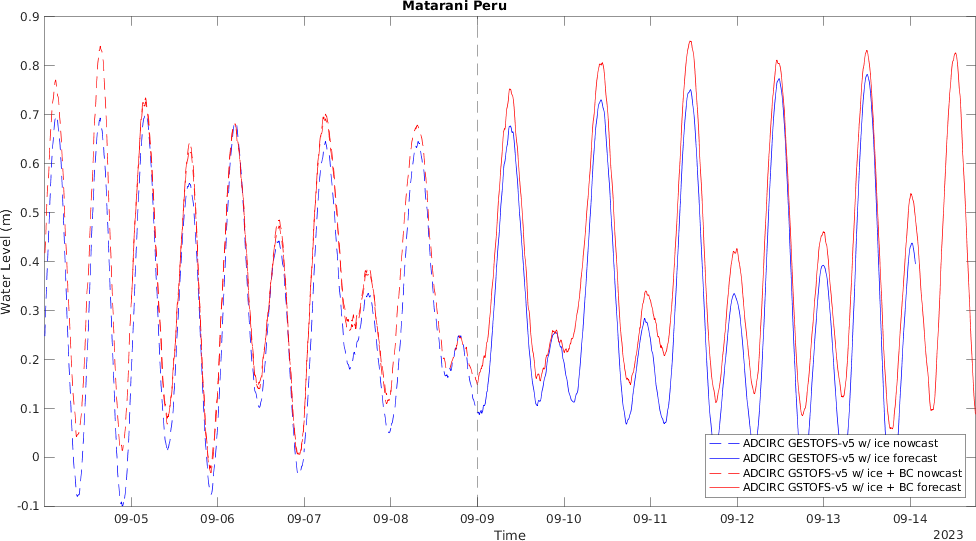 Matarani Peru
0.9
0.8
0.7
0.6
0.5
0.4
0.3
0.2
0.1
0
-0.1
Water Level (m)
ADCIRC GESTOFS-v5 w/ ice nowcast
ADCIRC GESTOFS-v5 w/ ice forecast
ADCIRC GSTOFS-v5 w/ ice + BC nowcast
ADCIRC GSTOFS-v5 w/ ice + BC forecast
09-05 09-06 09-07 09-08 09-09 09-10 09-11 09-12 09-13 09-14
Time
2023